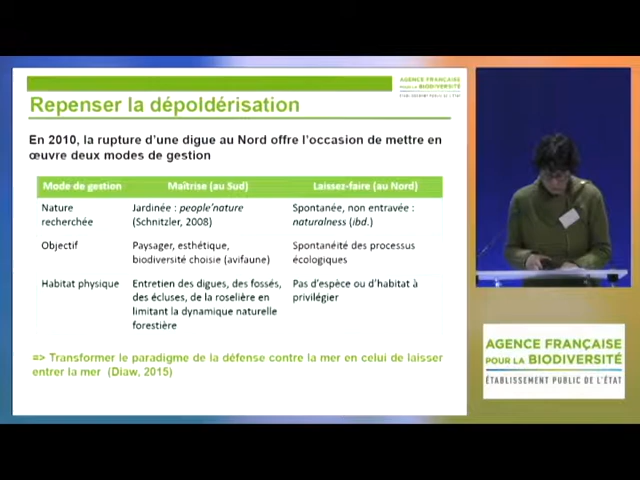 AGENCE FRANÇAISE
POUR LA BIODIVERSITÉ
ÉTABLISSEMENT PUBLIC DE L'ÉTAT
Repenser la dépoldérisation
En 2010, la rupture d'une digue au Nord offre l'occasion de mettre en
œuvre deux modes de gestion
Mode de gestion Maîtrise (au Sud) Laissez-faire (au Nord)
Nature Jardinée : people'nature Spontanée, non entravée :
recherchée (Schnitzler, 2008) naturalness (ibd.)
Objectif Paysager, esthétique, Spontanéité des processus
biodiversité choisie (avifaune) écologiques
Habitat physique Entretien des digues, des fossés, Pas d'espèce ou d'habitat à
des écluses, de la roselière en privilégier
limitant la dynamique naturelle
forestière
=> Transformer le paradigme de la défense contre la mer en celui de laisser
entrer la mer (Diaw, 2015)
AGENCE FRANÇAISE
POUR LA BIODIVERSITÉ
ÉTABLISSEMENT PUBLIC DE L'ÉTAT